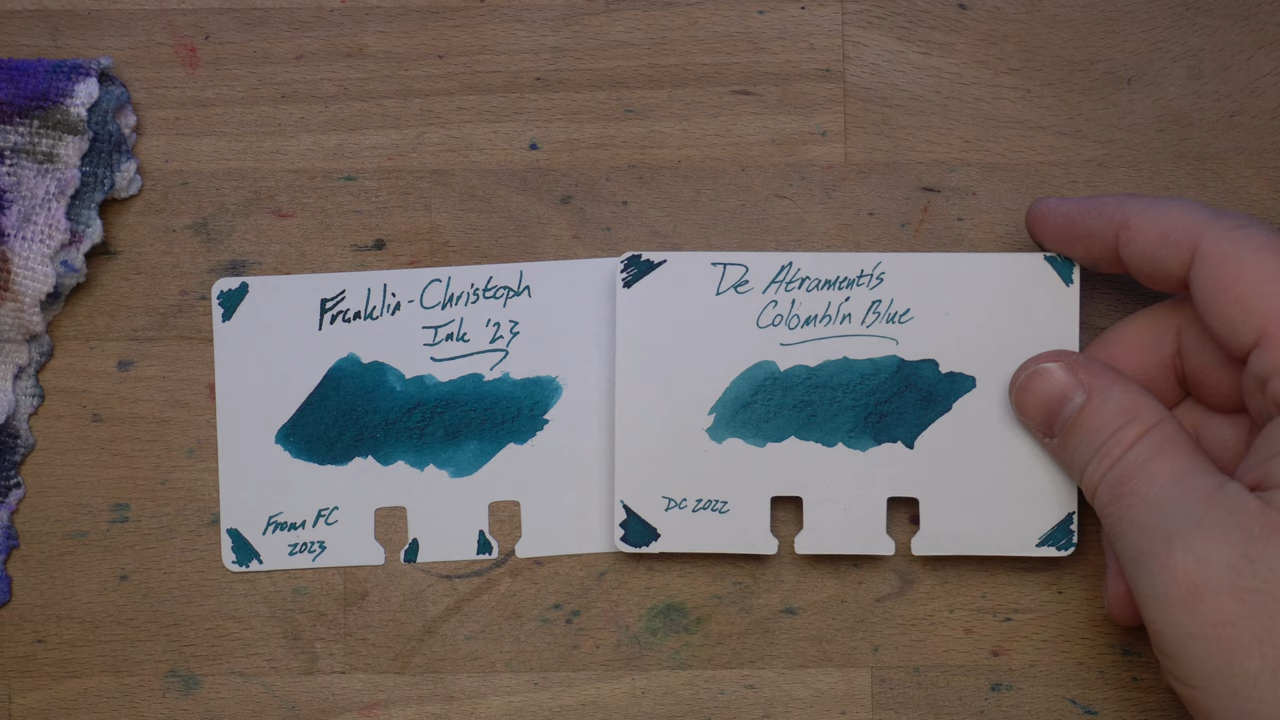 Franklin-Christoph
Ink '23
From FC
2023
De Atramentis
Colombin Blue
DC 2022